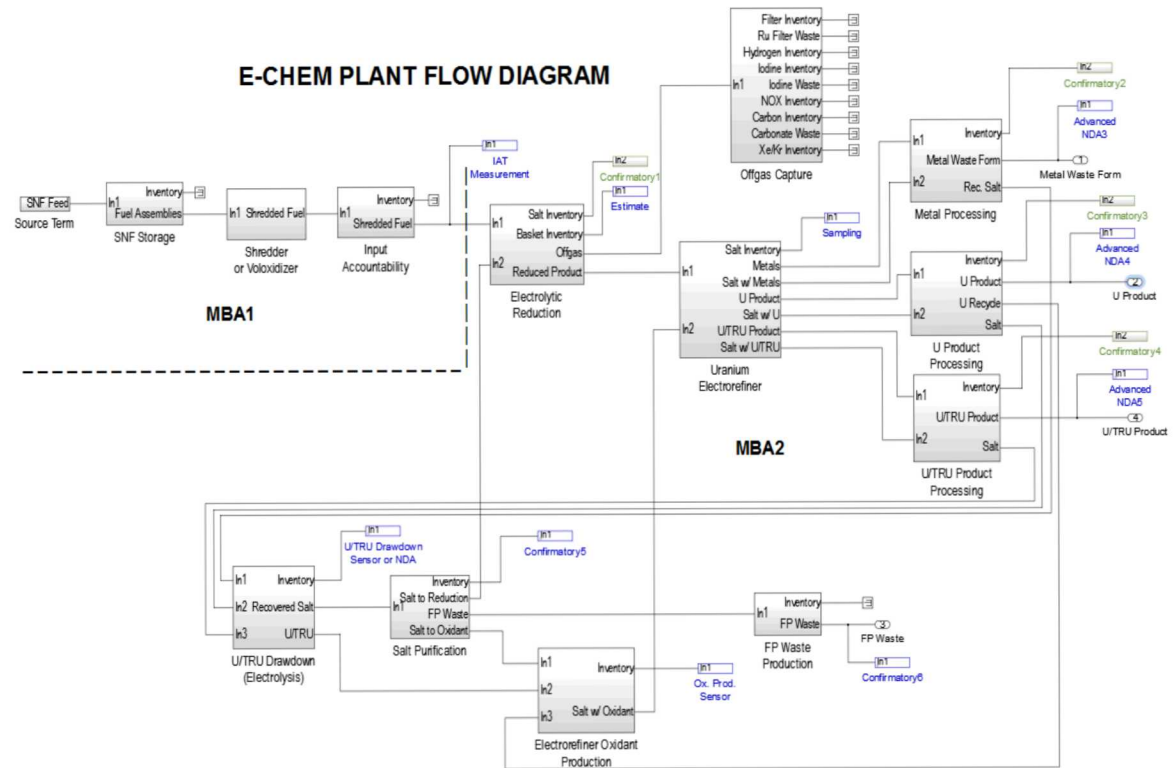 E-CHEM PLANT FLOW DIAGRAM
SNF Feed
Source Term
In1
Inventory
Fuel Assemblies
SNF Storage
In1
Shredded Fuel
Shredder
or Voloxidizer
In1
Inventory
Shredded Fuel
Input
Accountability
In1
IAT
Measurement
MBA1
In1
In2
Salt Inventory
Basket Inventory
Offgas
Reduced Product
Electrolytic
Reduction
In2
Confirmatory1
In1
Estimate
In1
Filter Inventory
Ru Filter Waste
Hydrogen Inventory
Iodine Inventory
Iodine Waste
NOX Inventory
Carbon Inventory
Carbonate Waste
Xe/Kr Inventory
Offgas Capture
In1
In2
Salt Inventory
Metals
Salt w/ Metals
U Product
Salt w/ U
U/TRU Product
Salt w/ U/TRU
Uranium
Electrorefiner
In1
Sampling
In1
In2
Inventory
Metal Waste Form
Rec. Salt
Metal Processing
In2
Confirmatory2
In1
Advanced
NDA3
1
Metal Waste Form
In1
In2
Inventory
U Product
U Recycle
Salt
U Product
Processing
In2
Confirmatory3
In1
Advanced
NDA4
2
U Product
In1
In2
Inventory
U/TRU Product
Salt
U/TRU Product
Processing
In2
Confirmatory4
In1
Advanced
NDA5
4
U/TRU Product
MBA2
In1
In2
In3
Inventory
Recovered Salt
U/TRU
U/TRU Drawdown
(Electrolysis)
In1
U/TRU Drawdown
Sensor or NDA
In1
Inventory
Salt to Reduction
FP Waste
Salt to Oxidant
Salt Purification
In1
Confirmatory5
In1
In2
In3
Inventory
Salt w/ Oxidant
Electrorefiner Oxidant
Production
In1
Ox. Prod.
Sensor
In1
Inventory
FP Waste
FP Waste
Production
3
FP Waste
In1
Confirmatory6